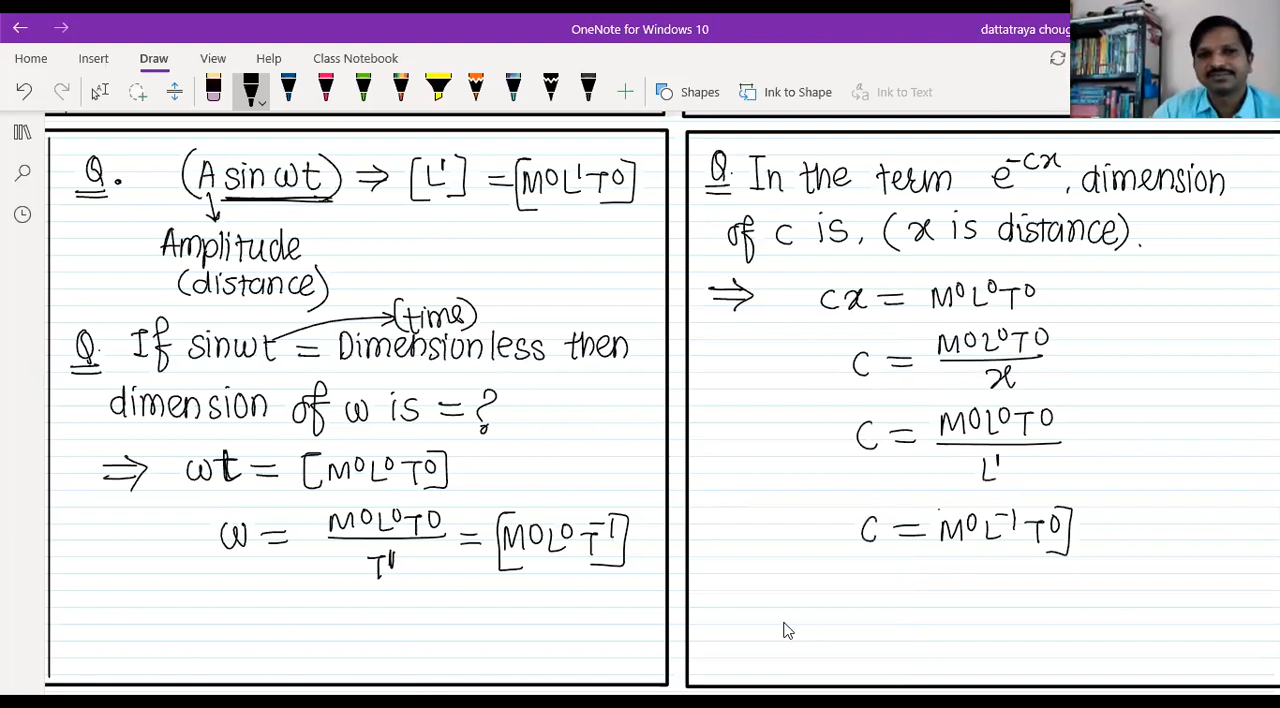 OneNote for Windows 10
dattatraya choug
Home Insert Draw View Help Class Notebook
Shapes Ink to Shape Ink to Text
Q. (A sin ωt) ⇒ [L¹] = [M⁰L¹T⁰]
Amplitude
(distance)
(time)
Q. If sinωt = Dimensionless then
dimension of ω is = ?
⇒ ωt = [M⁰L⁰T⁰]
ω = M⁰L⁰T⁰ / T¹ = [M⁰L⁰T⁻¹]
Q. In the term e⁻ᶜˣ, dimension
of c is, (x is distance).
⇒ cx = M⁰L⁰T⁰
C = M⁰L⁰T⁰ / x
C = M⁰L⁰T⁰ / L¹
C = M⁰L⁻¹T⁰]